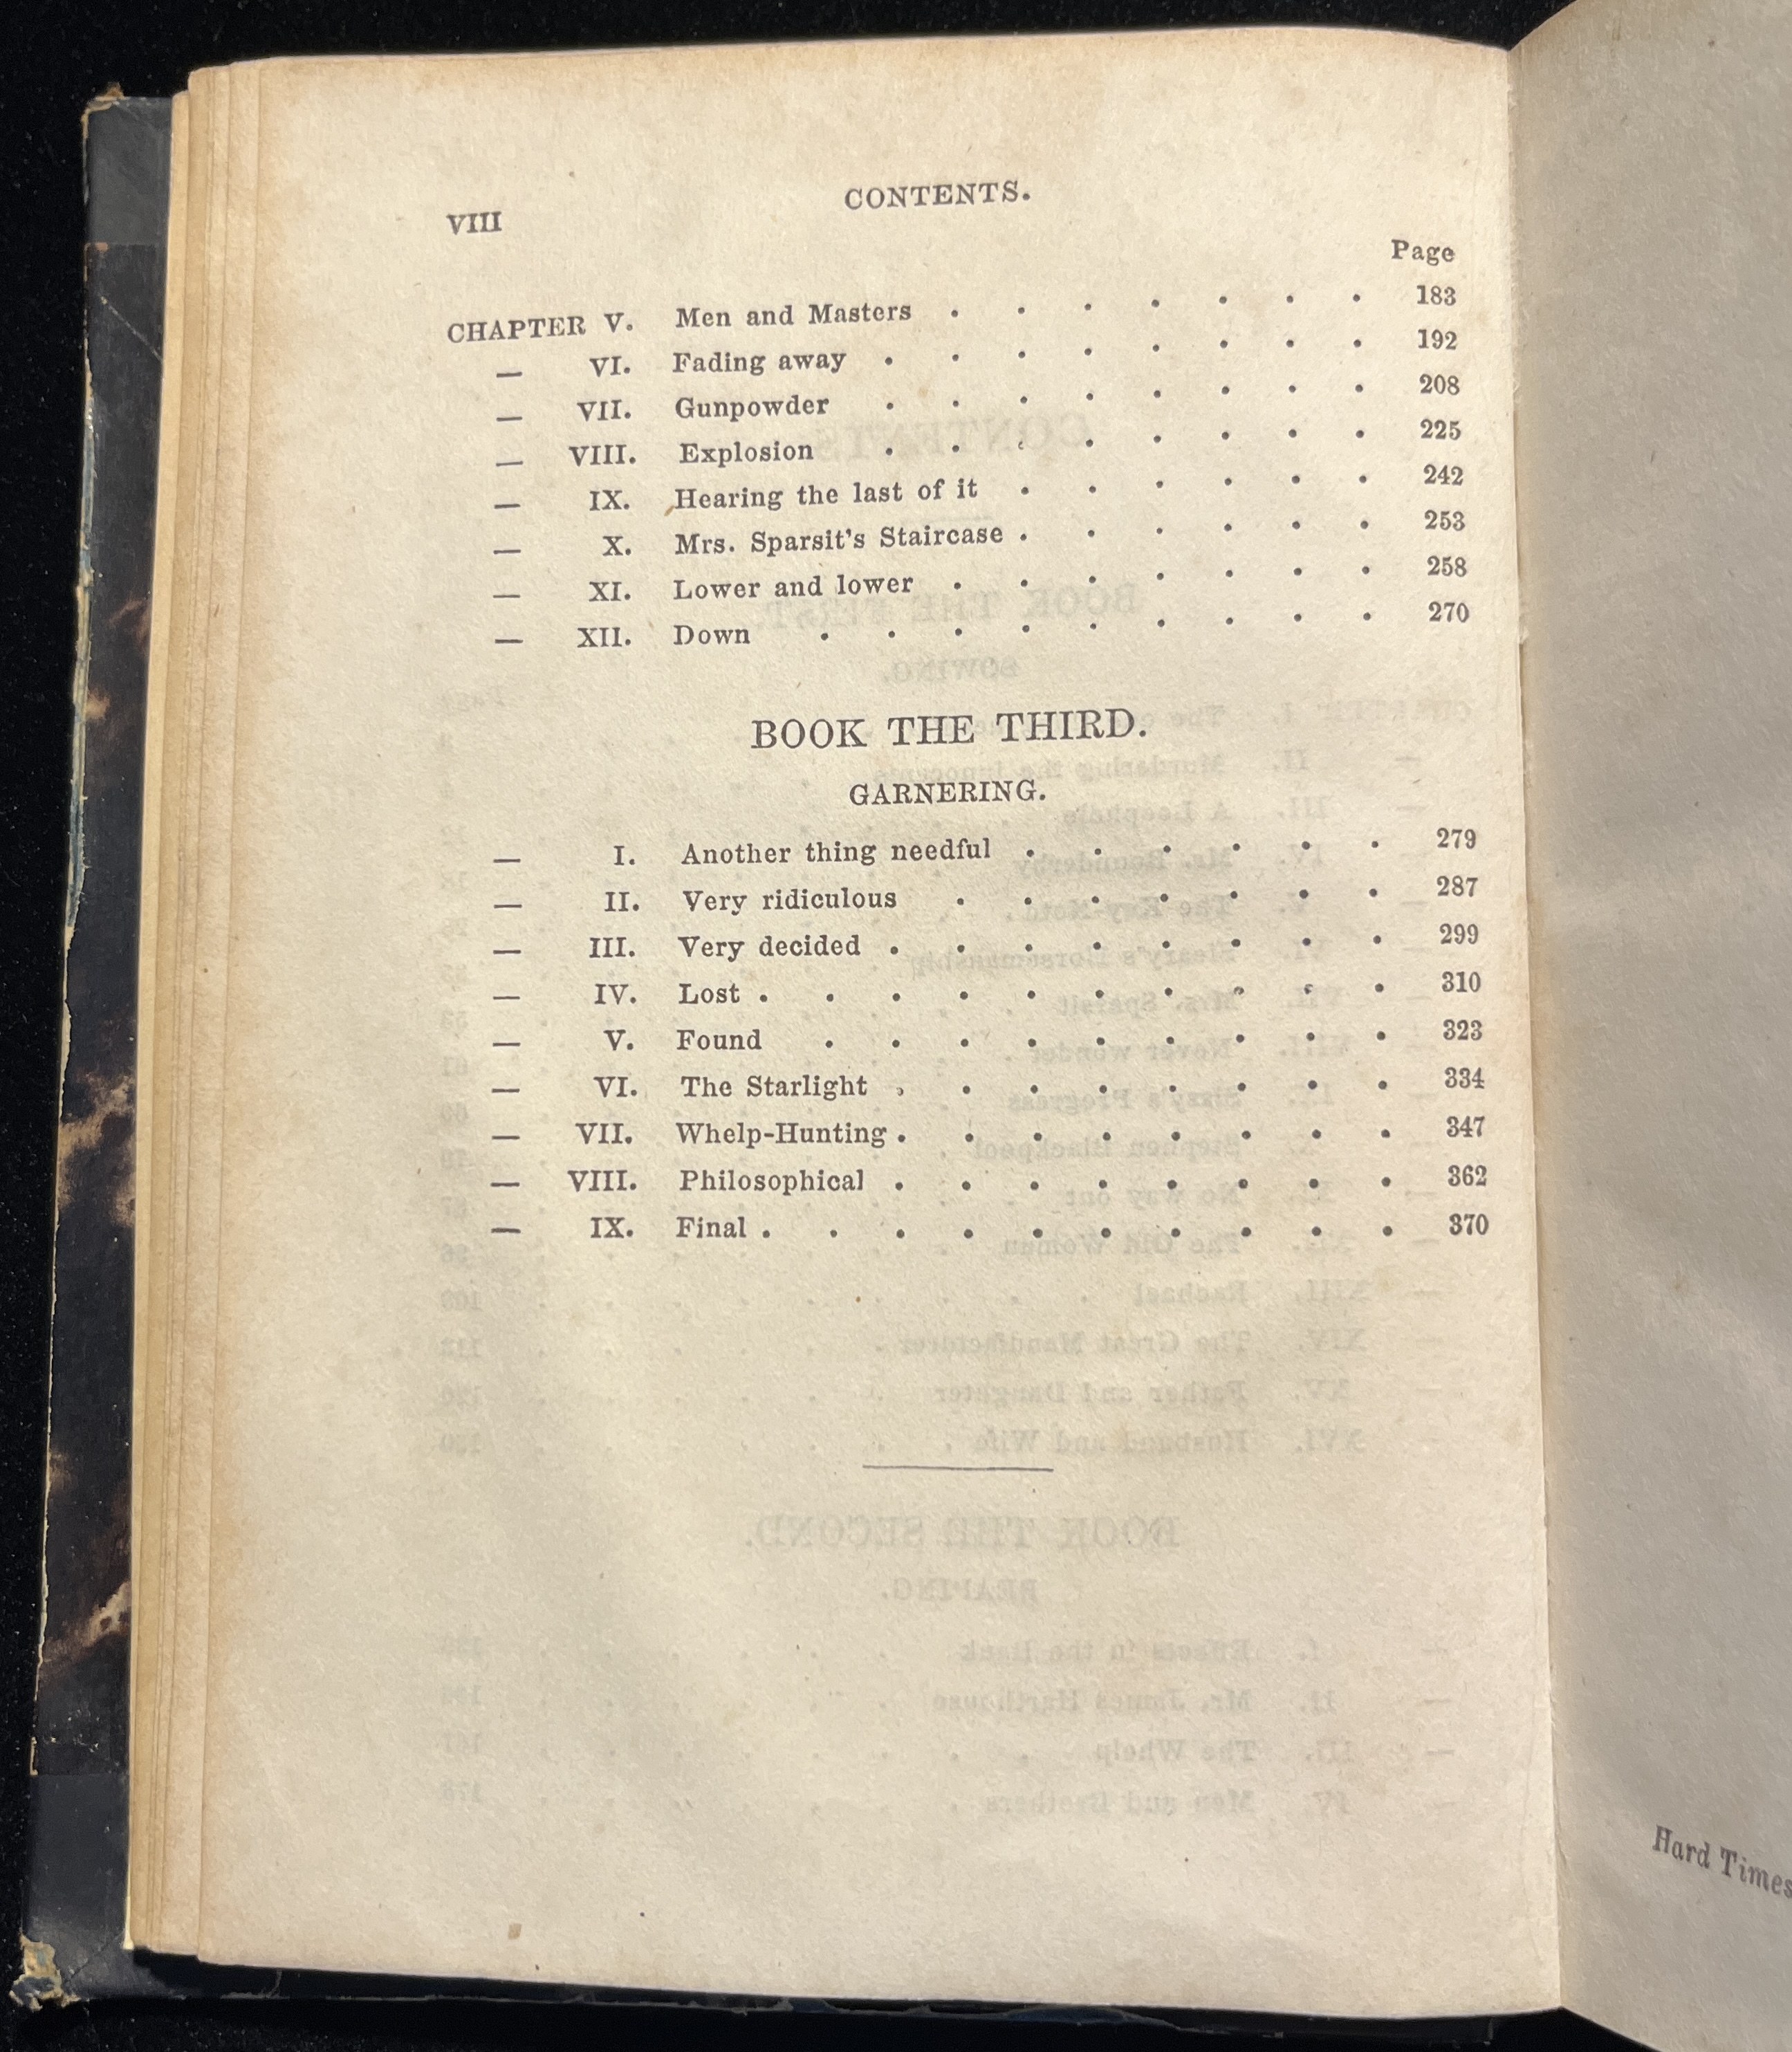 VIII CONTENTS.
Page
CHAPTER V. Men and Masters . . . . . . . 183
— VI. Fading away . . . . . . . . 192
— VII. Gunpowder . . . . . . . . 208
— VIII. Explosion . . . . . . . . 225
— IX. Hearing the last of it . . . . . . 242
— X. Mrs. Sparsit's Staircase . . . . . . 253
— XI. Lower and lower . . . . . . . 258
— XII. Down . . . . . . . . . 270
BOOK THE THIRD.
GARNERING.
— I. Another thing needful . . . . . . 279
— II. Very ridiculous . . . . . . . 287
— III. Very decided . . . . . . . . 299
— IV. Lost . . . . . . . . . . 310
— V. Found . . . . . . . . . 323
— VI. The Starlight . . . . . . . . 334
— VII. Whelp-Hunting . . . . . . . . 347
— VIII. Philosophical . . . . . . . . 362
— IX. Final . . . . . . . . . . 370
Hard Times